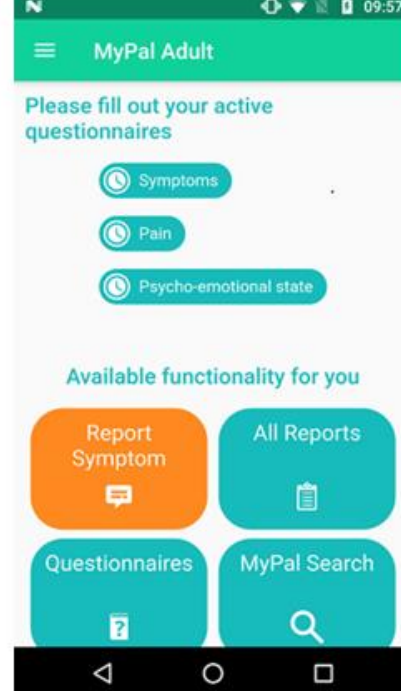 09:57
MyPal Adult
Please fill out your active
questionnaires
Symptoms
Pain
Psycho-emotional state
Available functionality for you
Report
Symptom
All Reports
Questionnaires
?
MyPal Search